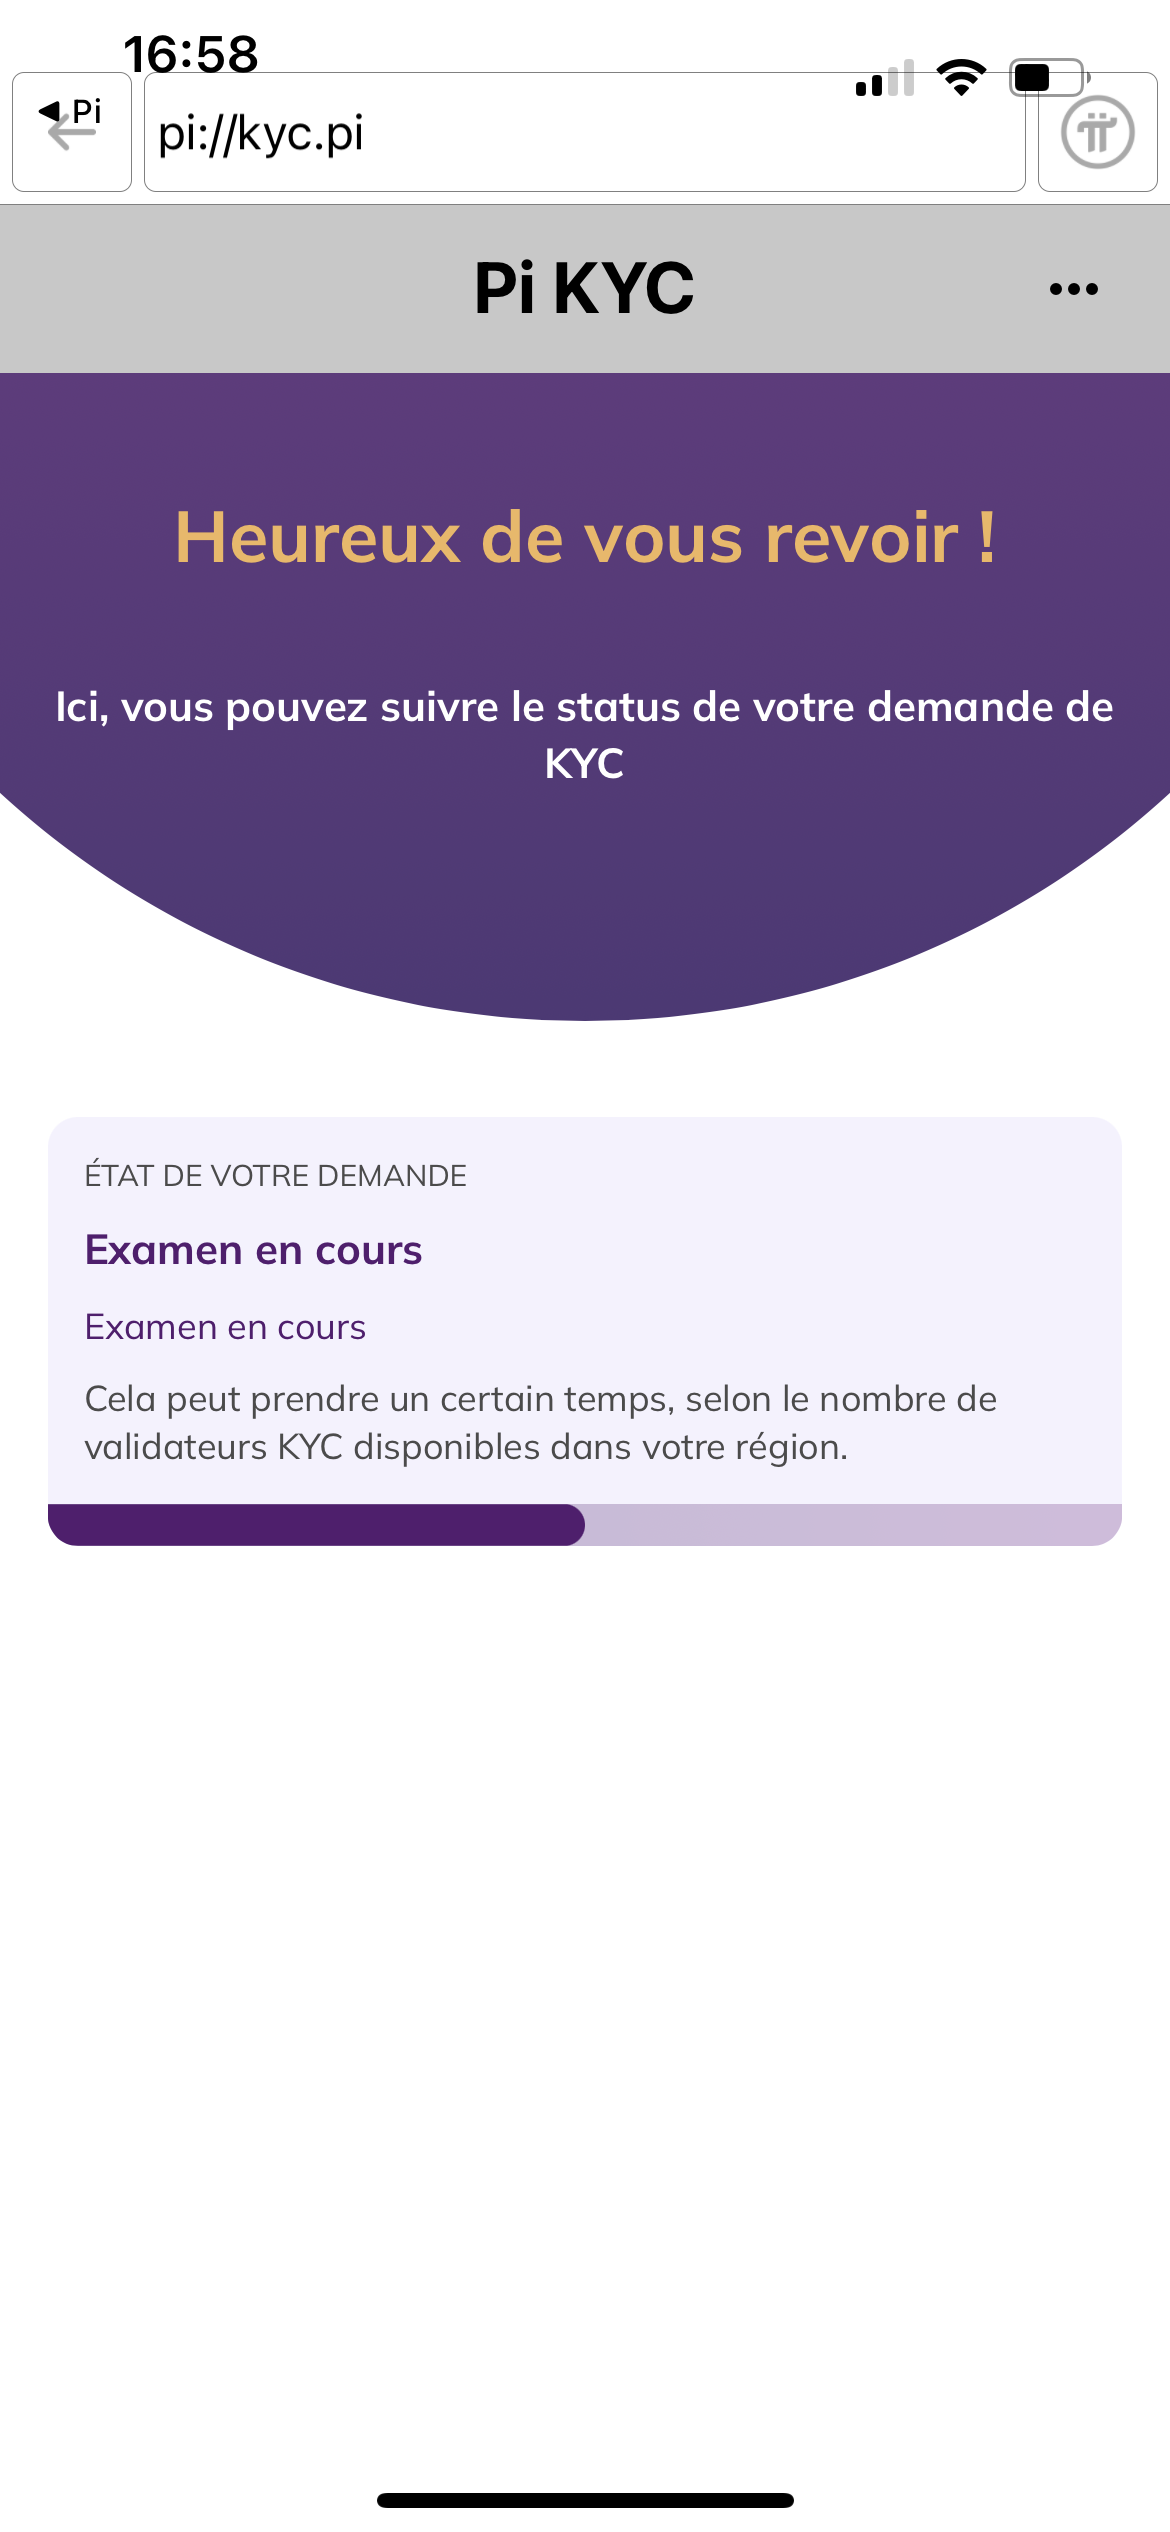 16:58
Pi
pi://kyc.pi
Pi KYC
Heureux de vous revoir !
Ici, vous pouvez suivre le status de votre demande de
KYC
ÉTAT DE VOTRE DEMANDE
Examen en cours
Examen en cours
Cela peut prendre un certain temps, selon le nombre de
validateurs KYC disponibles dans votre région.